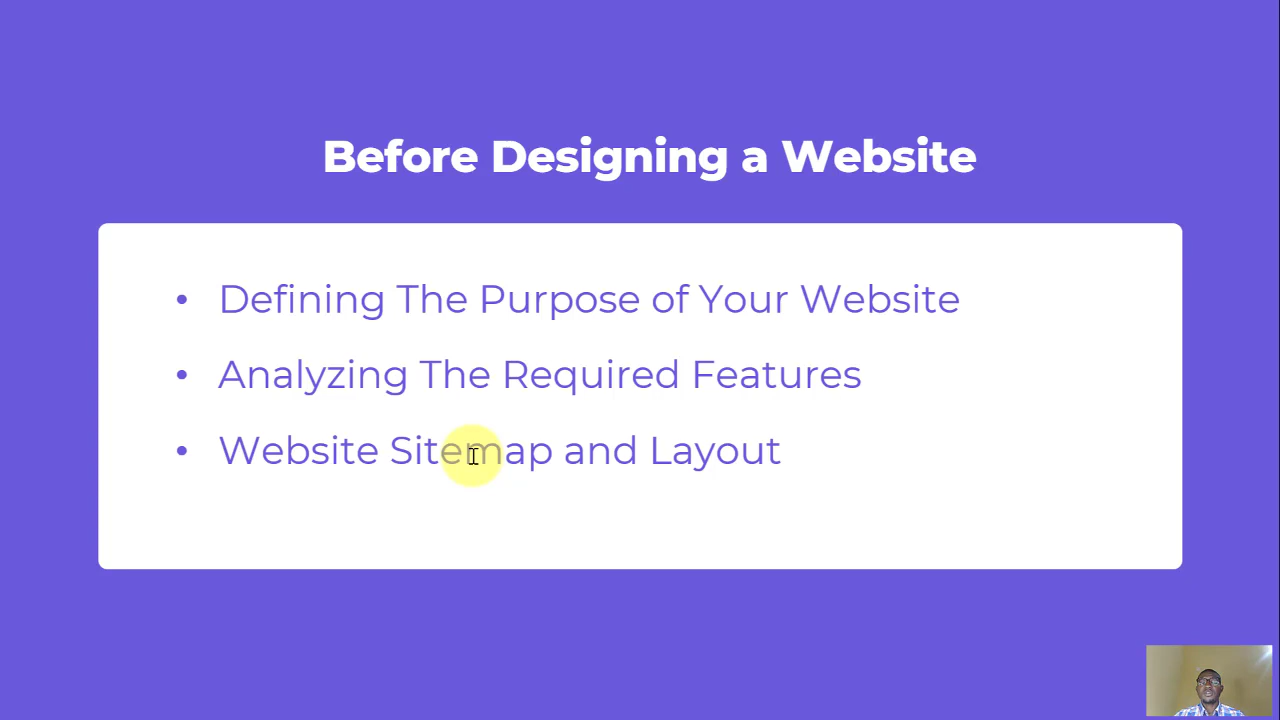 Before Designing a Website
• Defining The Purpose of Your Website
• Analyzing The Required Features
• Website Sitemap and Layout